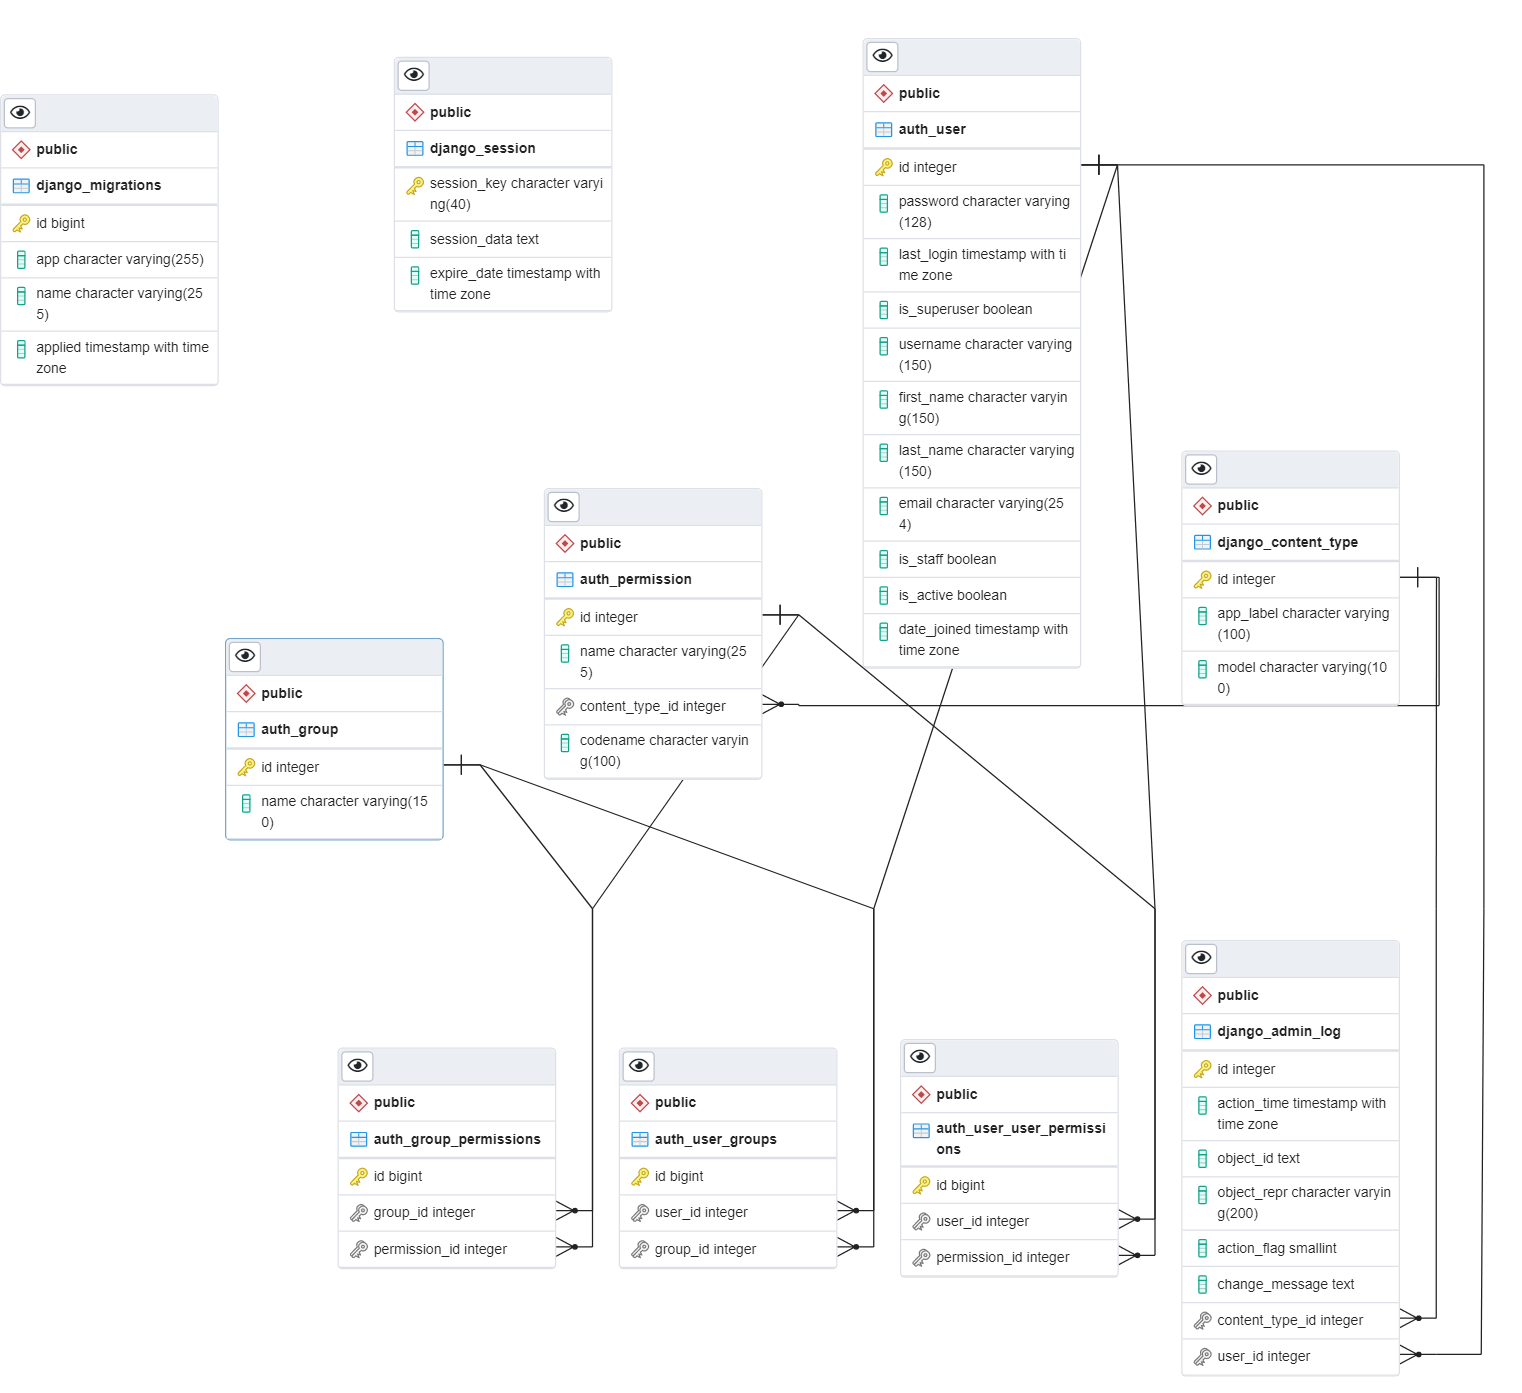 public
django_migrations
id bigint
app character varying(255)
name character varying(25
5)
applied timestamp with time
zone
public
django_session
session_key character varyi
ng(40)
session_data text
expire_date timestamp with
time zone
public
auth_user
id integer
password character varying
(128)
last_login timestamp with ti
me zone
is_superuser boolean
username character varying
(150)
first_name character varyin
g(150)
last_name character varying
(150)
email character varying(25
4)
is_staff boolean
is_active boolean
date_joined timestamp with
time zone
public
django_content_type
id integer
app_label character varying
(100)
model character varying(10
0)
public
auth_permission
id integer
name character varying(25
5)
content_type_id integer
codename character varyin
g(100)
public
auth_group
id integer
name character varying(15
0)
public
auth_group_permissions
id bigint
group_id integer
permission_id integer
public
auth_user_groups
id bigint
user_id integer
group_id integer
public
auth_user_user_permissi
ons
id bigint
user_id integer
permission_id integer
public
django_admin_log
id integer
action_time timestamp with
time zone
object_id text
object_repr character varyin
g(200)
action_flag smallint
change_message text
content_type_id integer
user_id integer